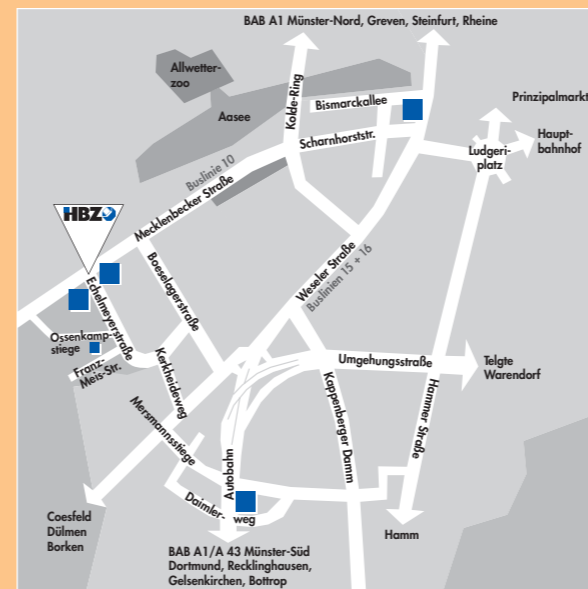 BAB A1 Münster-Nord, Greven, Steinfurt, Rheine
Allwetter-
zoo
Aasee
Kolde-Ring
Bismarckallee
Scharnhorststr.
Prinzipalmarkt
Haupt-
bahnhof
Ludgeri-
platz
Buslinie 10
Mecklenbecker Straße
HBZ
Echelmeyerstraße
Boeselagerstraße
Weseler Straße
Buslinien 15 + 16
Ossenkamp-
stiege
Franz-
Meis-Str.
Kerkheideweg
Mersmannsstiege
Umgehungsstraße
Telgte
Warendorf
Kappenberger Damm
Hammer Straße
Autobahn
Daimler-
weg
Coesfeld
Dülmen
Borken
Hamm
BAB A1/A 43 Münster-Süd
Dortmund, Recklinghausen,
Gelsenkirchen, Bottrop